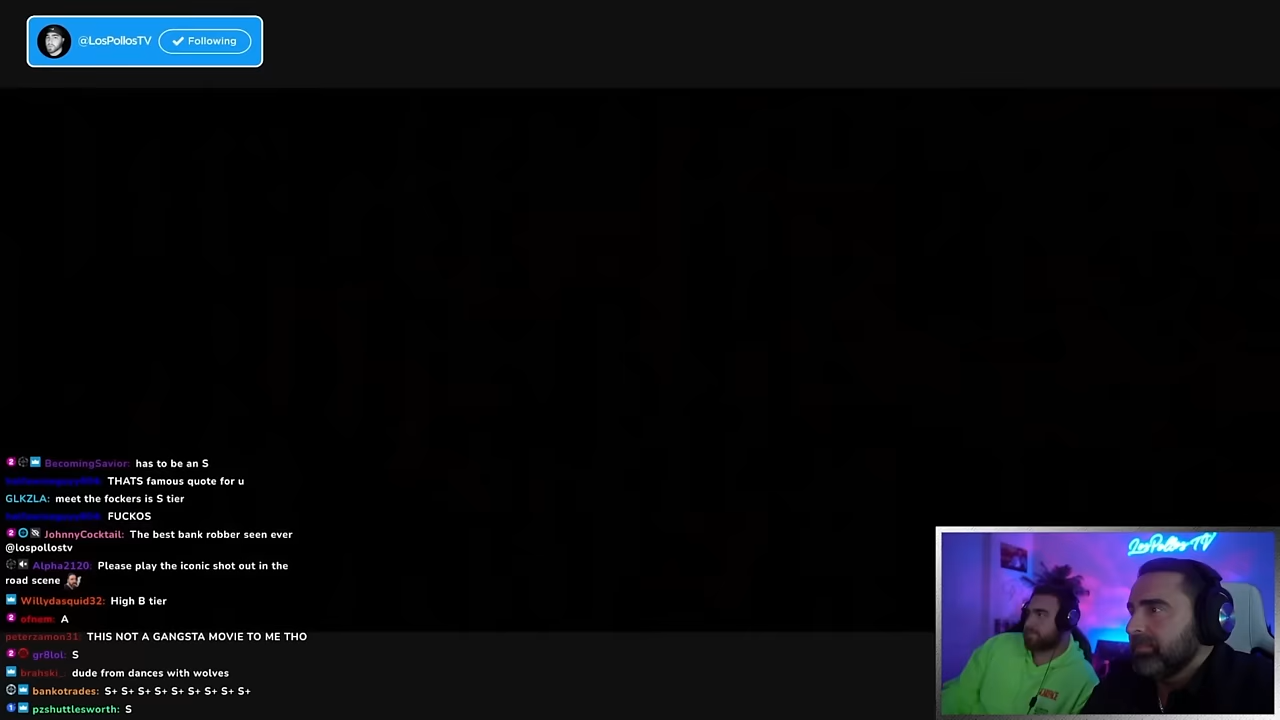 @LosPollosTV Following
BecomingSavior: has to be an S
THATS famous quote for u
GLKZLA: meet the fockers is S tier
FUCKOS
JohnnyCocktail: The best bank robber seen ever
@lospollostv
Alpha2120: Please play the iconic shot out in the
road scene
Willydasquid32: High B tier
ofnem: A
peterzamon31: THIS NOT A GANGSTA MOVIE TO ME THO
gr8lol: S
brahski_: dude from dances with wolves
bankotrades: S+ S+ S+ S+ S+ S+ S+ S+ S+
pzshuttlesworth: S
LosPollos TV